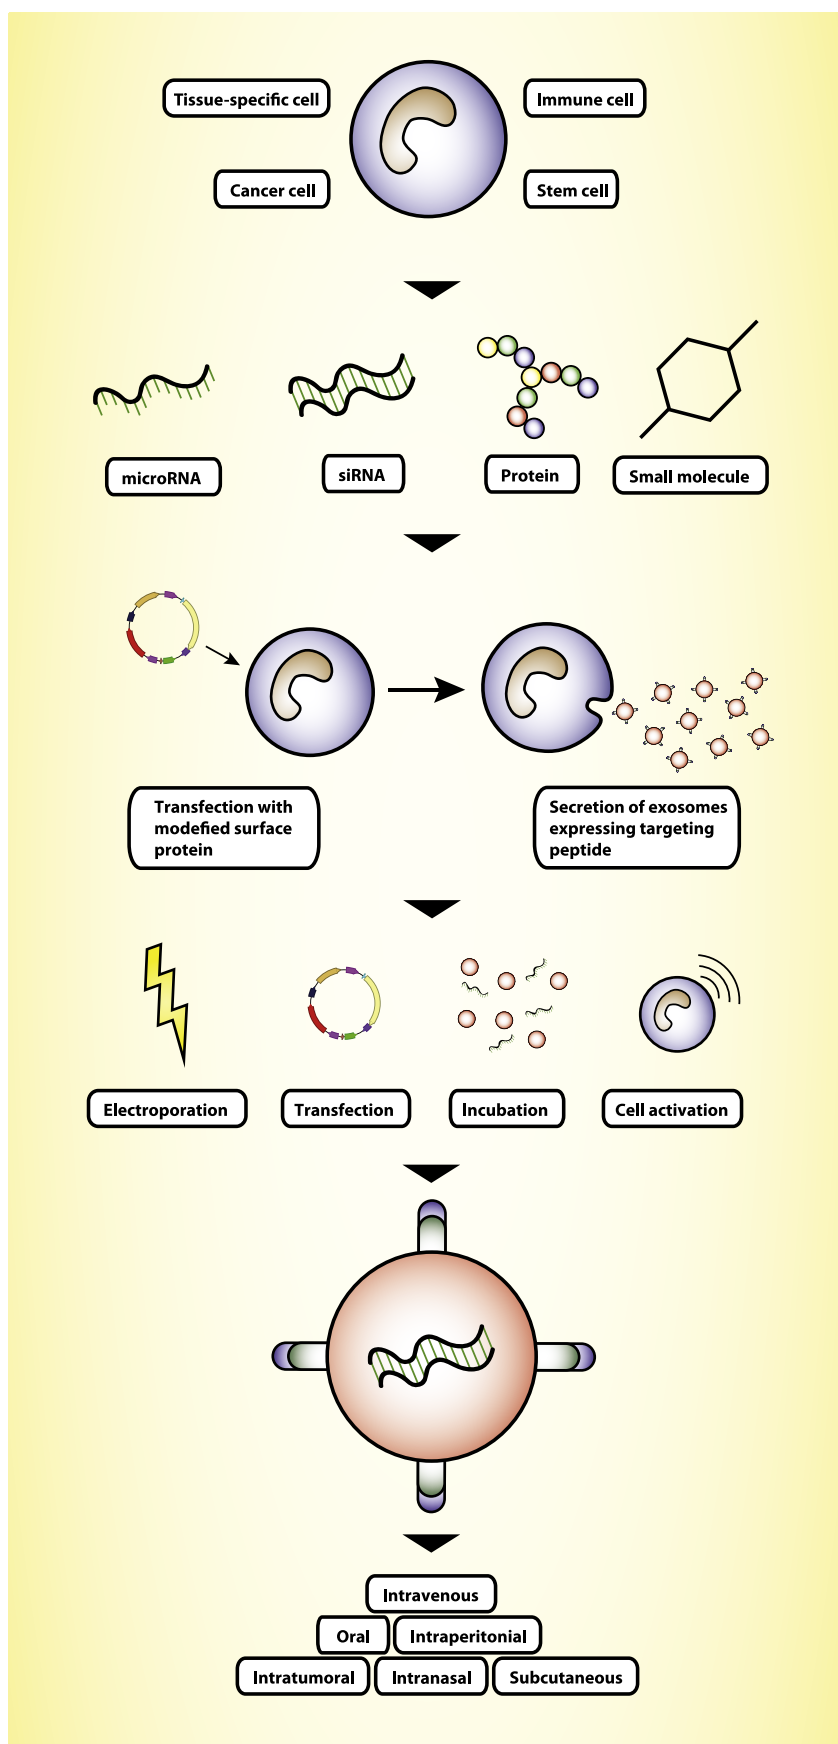 Tissue-specific cell
Immune cell
Cancer cell
Stem cell
microRNA
siRNA
Protein
Small molecule
Transfection with
modefied surface
protein
Secretion of exosomes
expressing targeting
peptide
Electroporation
Transfection
Incubation
Cell activation
Intravenous
Oral
Intraperitonial
Intratumoral
Intranasal
Subcutaneous